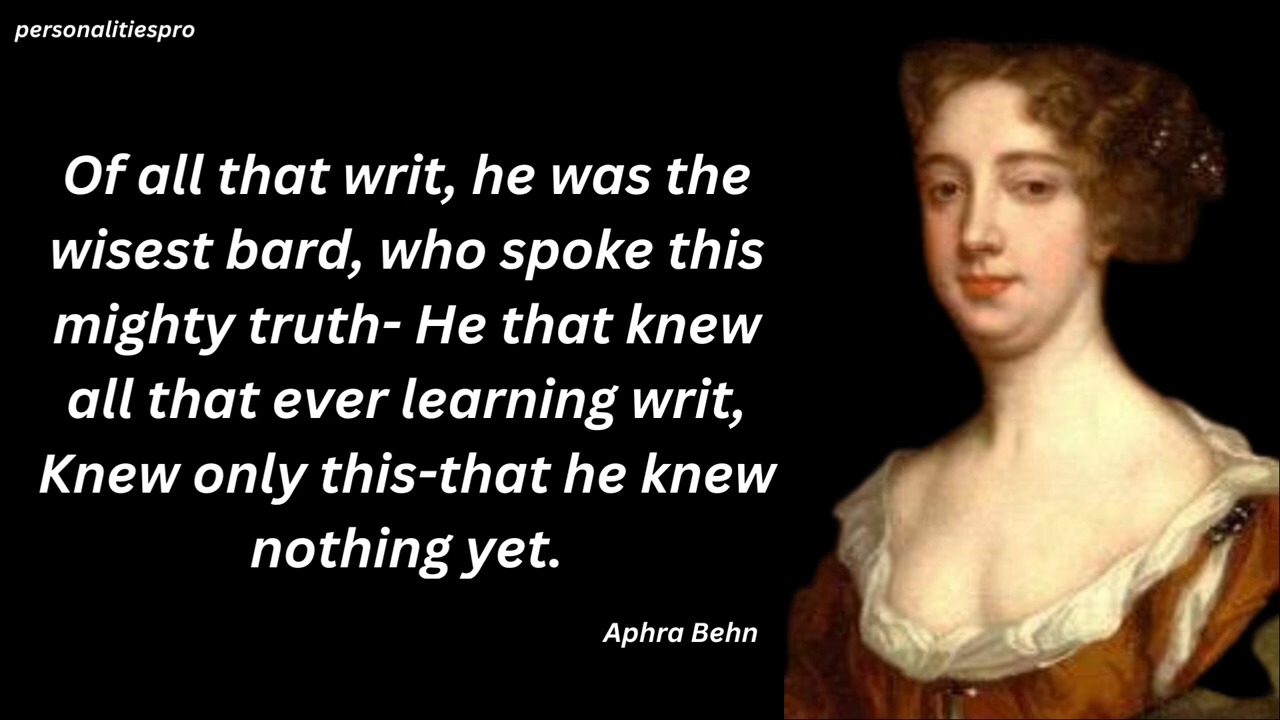 personalitiespro
Of all that writ, he was the
wisest bard, who spoke this
mighty truth- He that knew
all that ever learning writ,
Knew only this-that he knew
nothing yet.
Aphra Behn